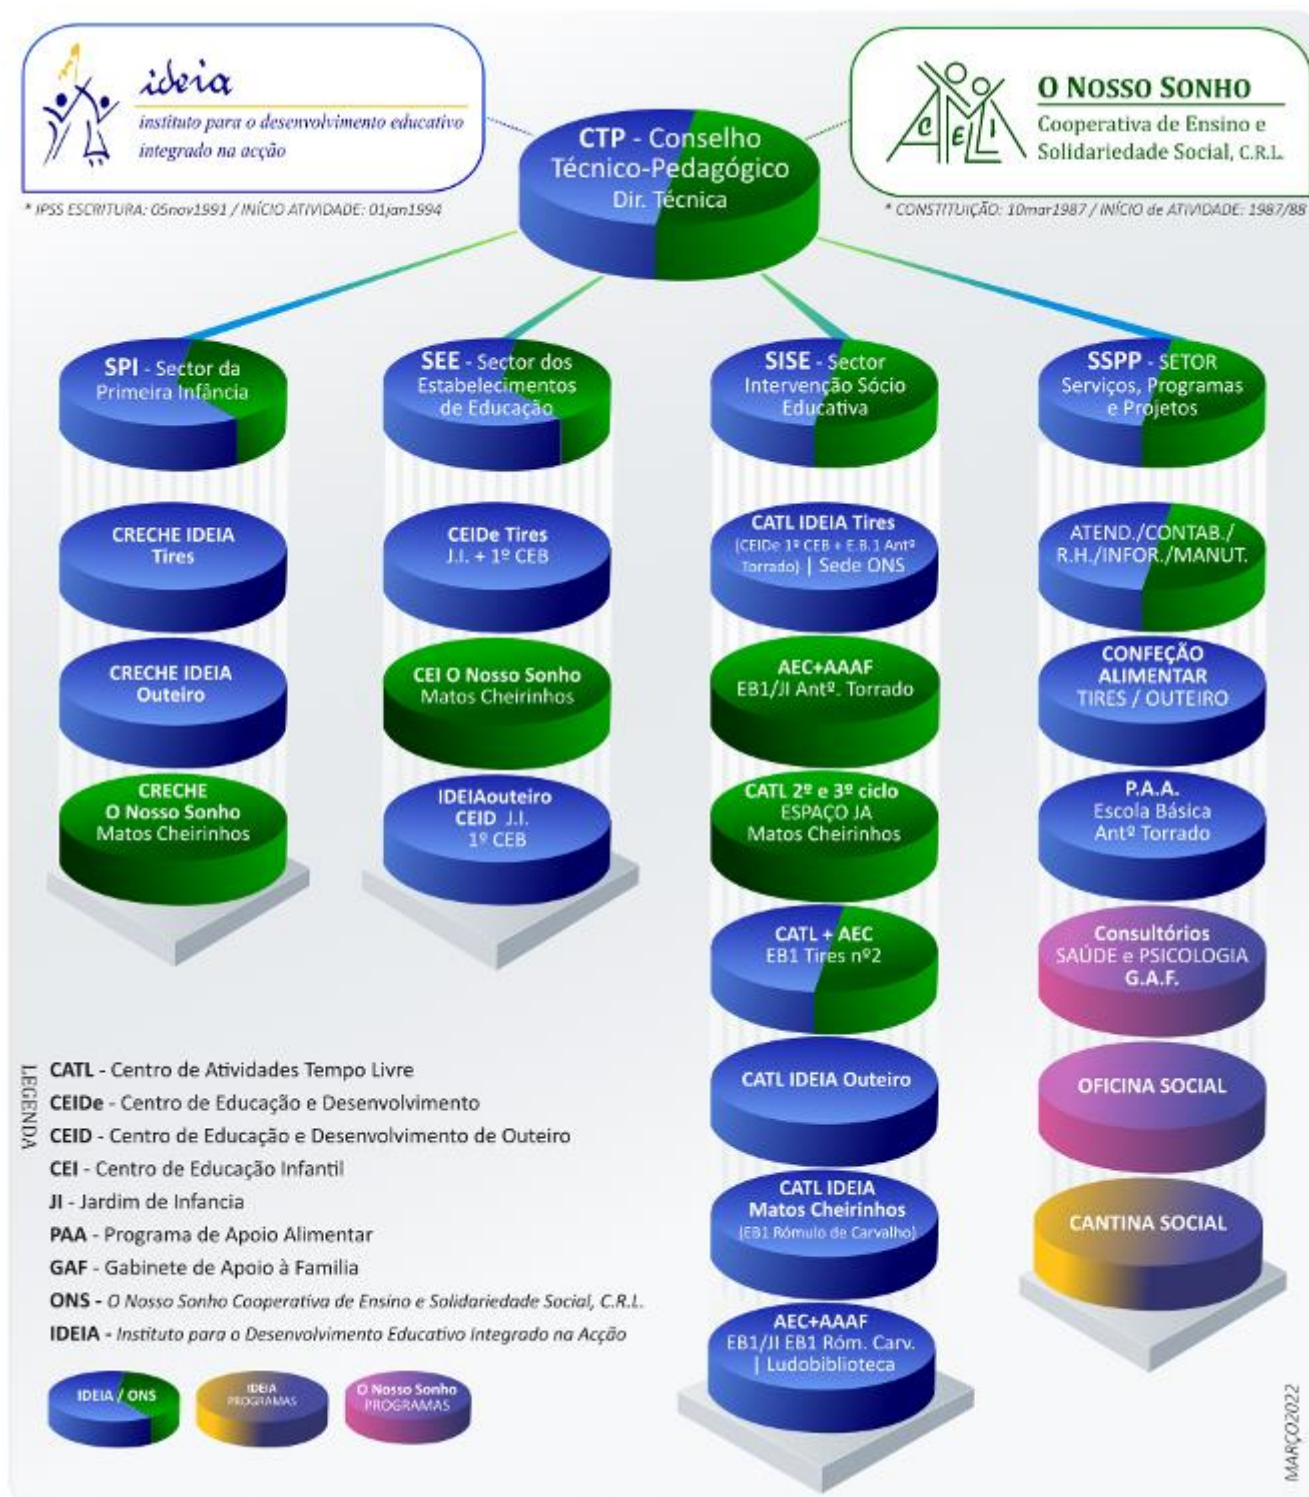 ideia
instituto para o desenvolvimento educativo
integrado na acção
* IPSS ESCRITURA: 05nov1991 / INÍCIO ATIVIDADE: 01jan1994
CTP - Conselho
Técnico-Pedagógico
Dir. Técnica
CELI
O NOSSO SONHO
Cooperativa de Ensino e
Solidariedade Social, C.R.L.
* CONSTITUIÇÃO: 10mar1987 / INÍCIO de ATIVIDADE: 1987/88
SPI - Sector da
Primeira Infância
CRECHE IDEIA
Tires
CRECHE IDEIA
Outeiro
CRECHE
O Nosso Sonho
Matos Cheirinhos
SEE - Sector dos
Estabelecimentos
de Educação
CEIDe Tires
J.I. + 1º CEB
CEI O Nosso Sonho
Matos Cheirinhos
IDEIAouteiro
CEID J.I.
1º CEB
SISE - Sector
Intervenção Sócio
Educativa
CATL IDEIA Tires
(CEIDe 1º CEB + E.B.1 Antº
Torrado) | Sede ONS
AEC+AAAF
EB1/JI Antº. Torrado
CATL 2º e 3º ciclo
ESPAÇO JA
Matos Cheirinhos
CATL + AEC
EB1 Tires nº2
CATL IDEIA Outeiro
CATL IDEIA
Matos Cheirinhos
(EB1 Rómulo de Carvalho)
AEC+AAAF
EB1/JI EB1 Róm. Carv.
| Ludobiblioteca
SSPP - SETOR
Serviços, Programas
e Projetos
ATEND./CONTAB./
R.H./INFOR./MANUT.
CONFEÇÃO
ALIMENTAR
TIRES / OUTEIRO
P.A.A.
Escola Básica
Antº Torrado
Consultórios
SAÚDE e PSICOLOGIA
G.A.F.
OFICINA SOCIAL
CANTINA SOCIAL
LEGENDA
CATL - Centro de Atividades Tempo Livre
CEIDe - Centro de Educação e Desenvolvimento
CEID - Centro de Educação e Desenvolvimento de Outeiro
CEI - Centro de Educação Infantil
JI - Jardim de Infancia
PAA - Programa de Apoio Alimentar
GAF - Gabinete de Apoio à Familia
ONS - O Nosso Sonho Cooperativa de Ensino e Solidariedade Social, C.R.L.
IDEIA - Instituto para o Desenvolvimento Educativo Integrado na Acção
IDEIA / ONS
IDEIA
PROGRAMAS
O Nosso Sonho
PROGRAMAS
MARÇO2022